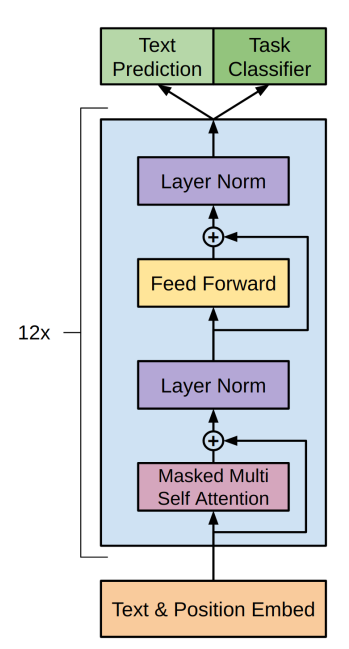 Text
Prediction
Task
Classifier
Layer Norm
+
Feed Forward
12x
Layer Norm
+
Masked Multi
Self Attention
Text & Position Embed